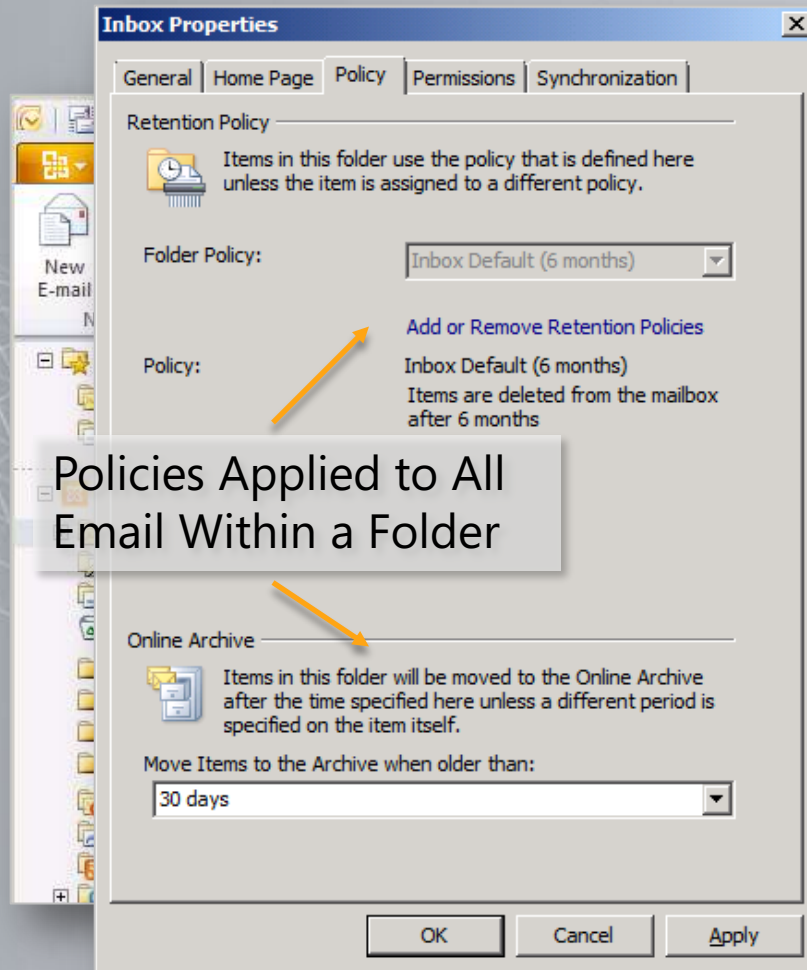 Inbox Properties
General Home Page Policy Permissions Synchronization
Retention Policy
Items in this folder use the policy that is defined here
unless the item is assigned to a different policy.
Folder Policy:
Inbox Default (6 months)
Add or Remove Retention Policies
Policy:
Inbox Default (6 months)
Items are deleted from the mailbox
after 6 months
New
E-mail
N
Policies Applied to All
Email Within a Folder
Online Archive
Items in this folder will be moved to the Online Archive
after the time specified here unless a different period is
specified on the item itself.
Move Items to the Archive when older than:
30 days
OK Cancel Apply